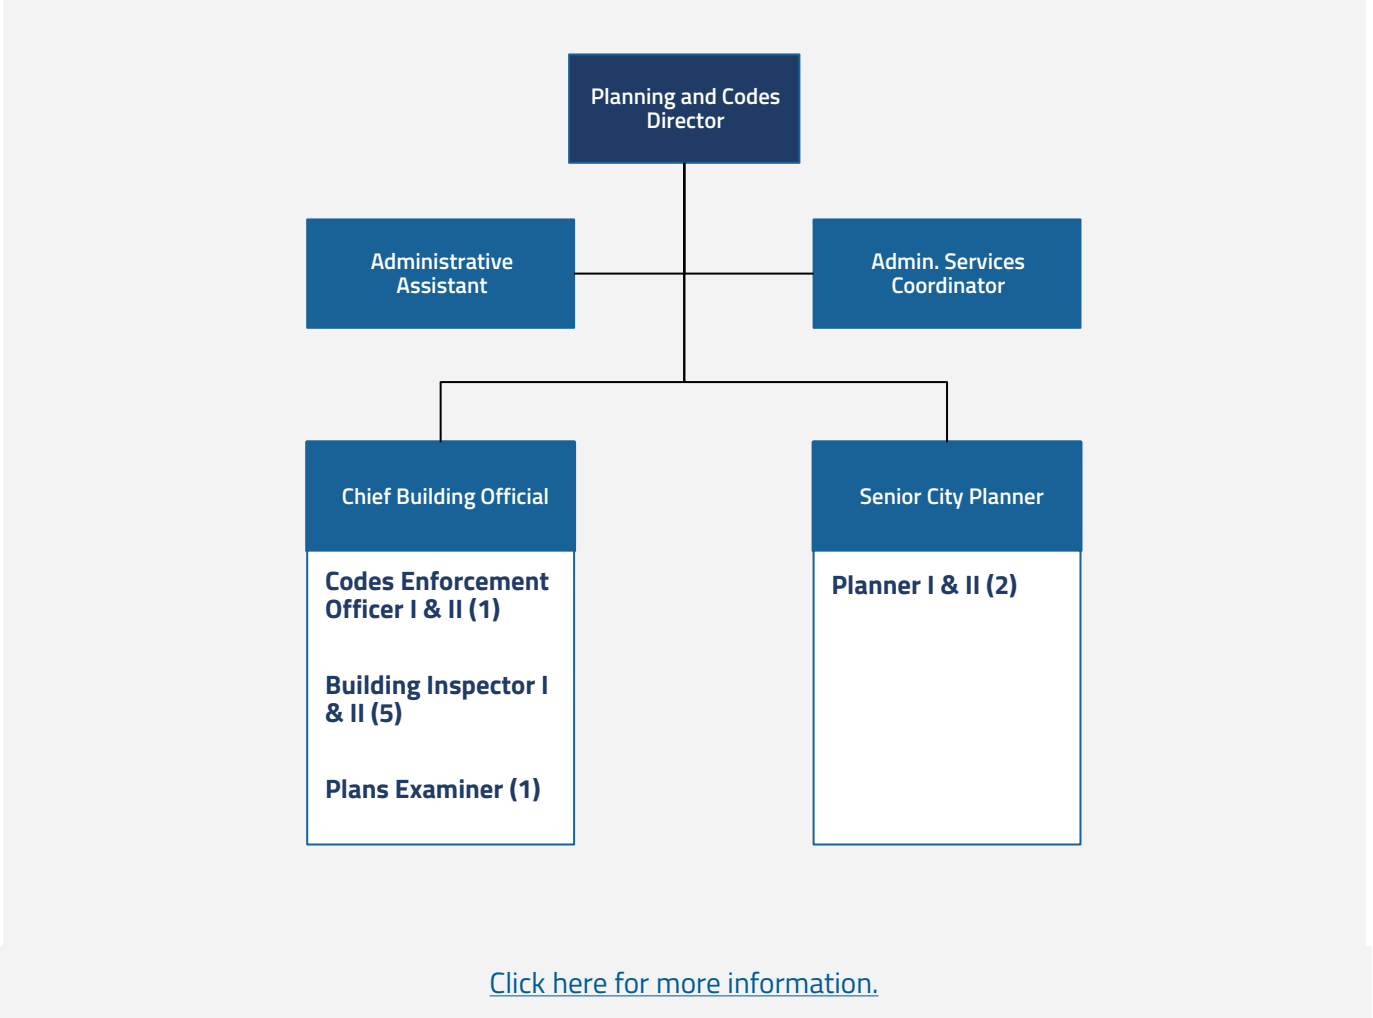 Planning and Codes
Director
Administrative
Assistant
Admin. Services
Coordinator
Chief Building Official
Codes Enforcement
Officer I & II (1)
Building Inspector I
& II (5)
Plans Examiner (1)
Senior City Planner
Planner I & II (2)
Click here for more information.